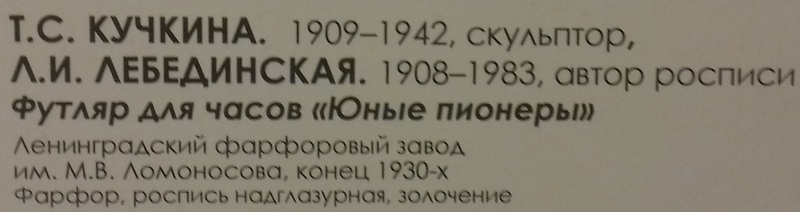 Т.С. КУЧКИНА. 1909–1942, скульптор,
Л.И. ЛЕБЕДИНСКАЯ. 1908–1983, автор росписи
Футляр для часов «Юные пионеры»
Ленинградский фарфоровый завод
им. М.В. Ломоносова, конец 1930-х
Фарфор, роспись надглазурная, золочение